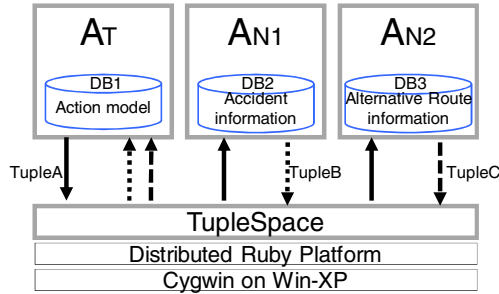 AT AN1 AN2
DB1 DB2 DB3
Action model Accident information Alternative Route information
TupleA TupleB TupleC
TupleSpace
Distributed Ruby Platform
Cygwin on Win-XP